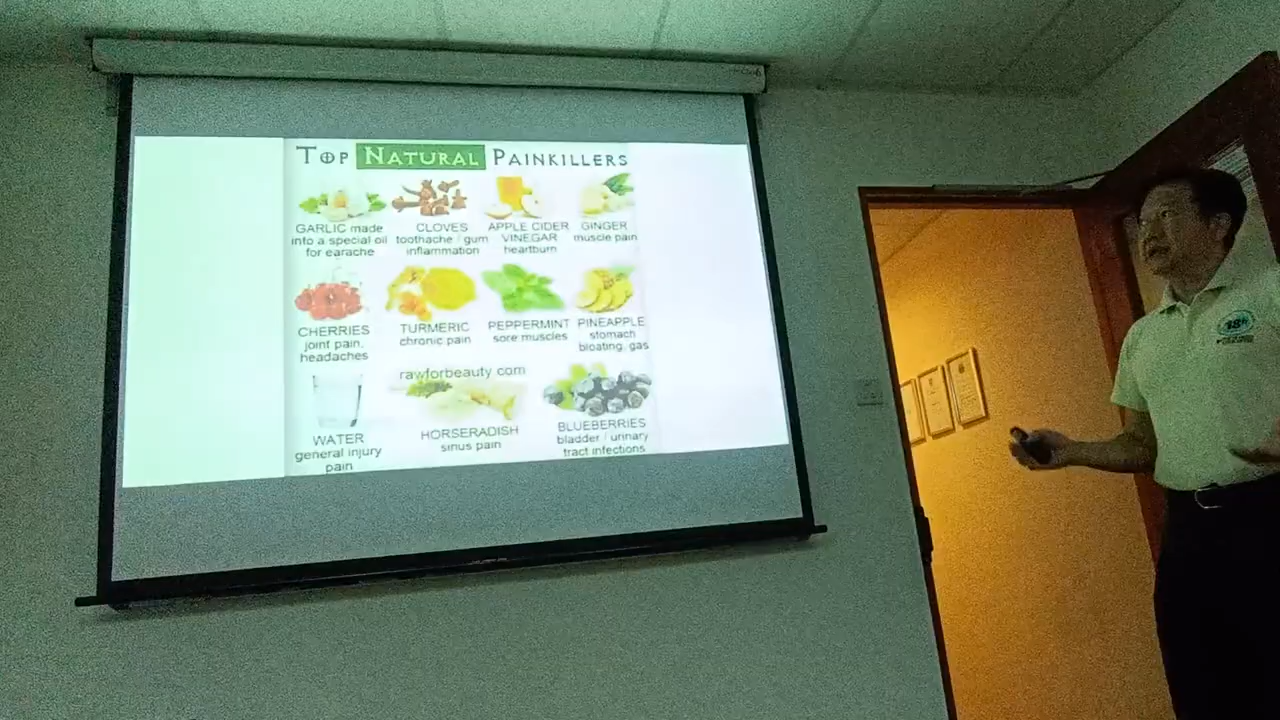 Top Natural Painkillers
GARLIC made
into a special oil
for earache
CLOVES
toothache / gum
inflammation
APPLE CIDER
VINEGAR
heartburn
GINGER
muscle pain
CHERRIES
joint pain,
headaches
TURMERIC
chronic pain
PEPPERMINT
sore muscles
PINEAPPLE
stomach
bloating, gas
rawforbeauty com
WATER
general injury
pain
HORSERADISH
sinus pain
BLUEBERRIES
bladder / urinary
tract infections